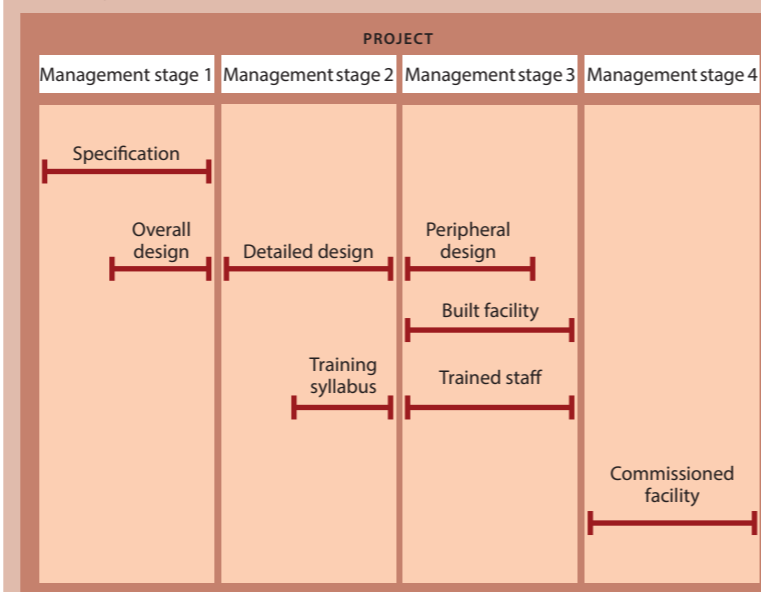 PROJECT
Management stage 1 Management stage 2 Management stage 3 Management stage 4
Specification
Overall
design
Detailed design
Peripheral
design
Built facility
Training
syllabus
Trained staff
Commissioned
facility